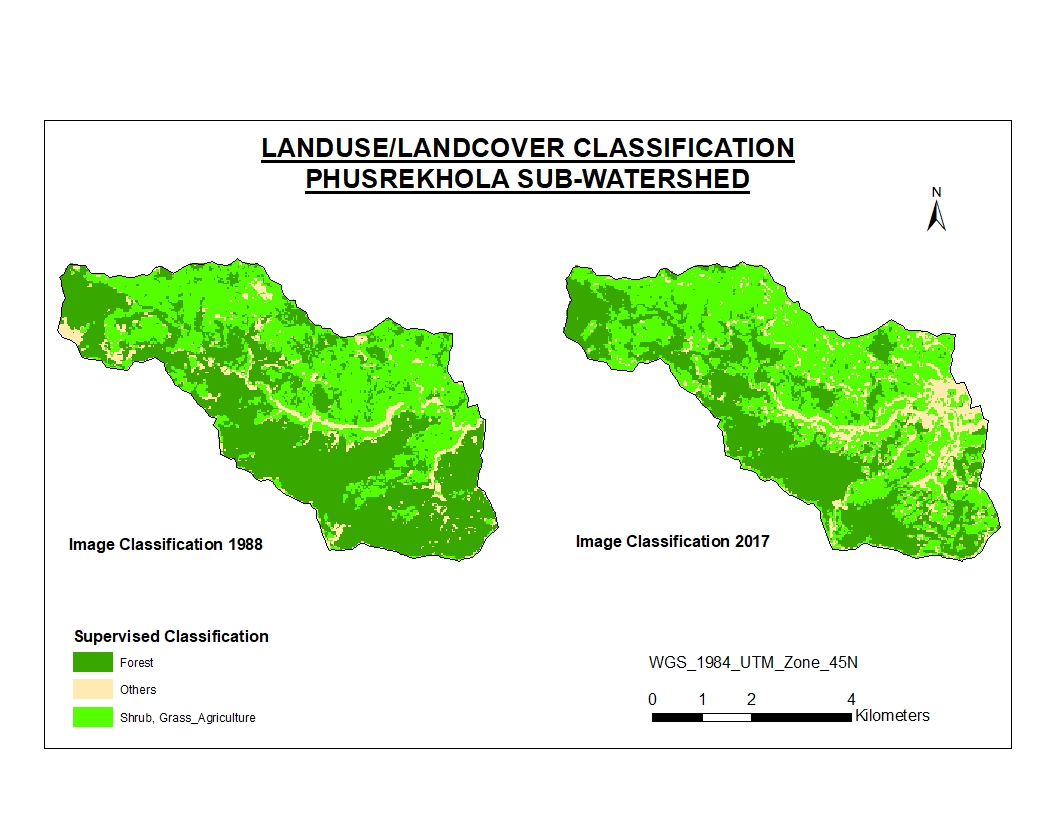 LANDUSE/LANDCOVER CLASSIFICATION
PHUSREKHOLA SUB-WATERSHED
N
Image Classification 1988
Image Classification 2017
Supervised Classification
Forest
Others
Shrub, Grass_Agriculture
WGS_1984_UTM_Zone_45N
0 1 2 4
Kilometers